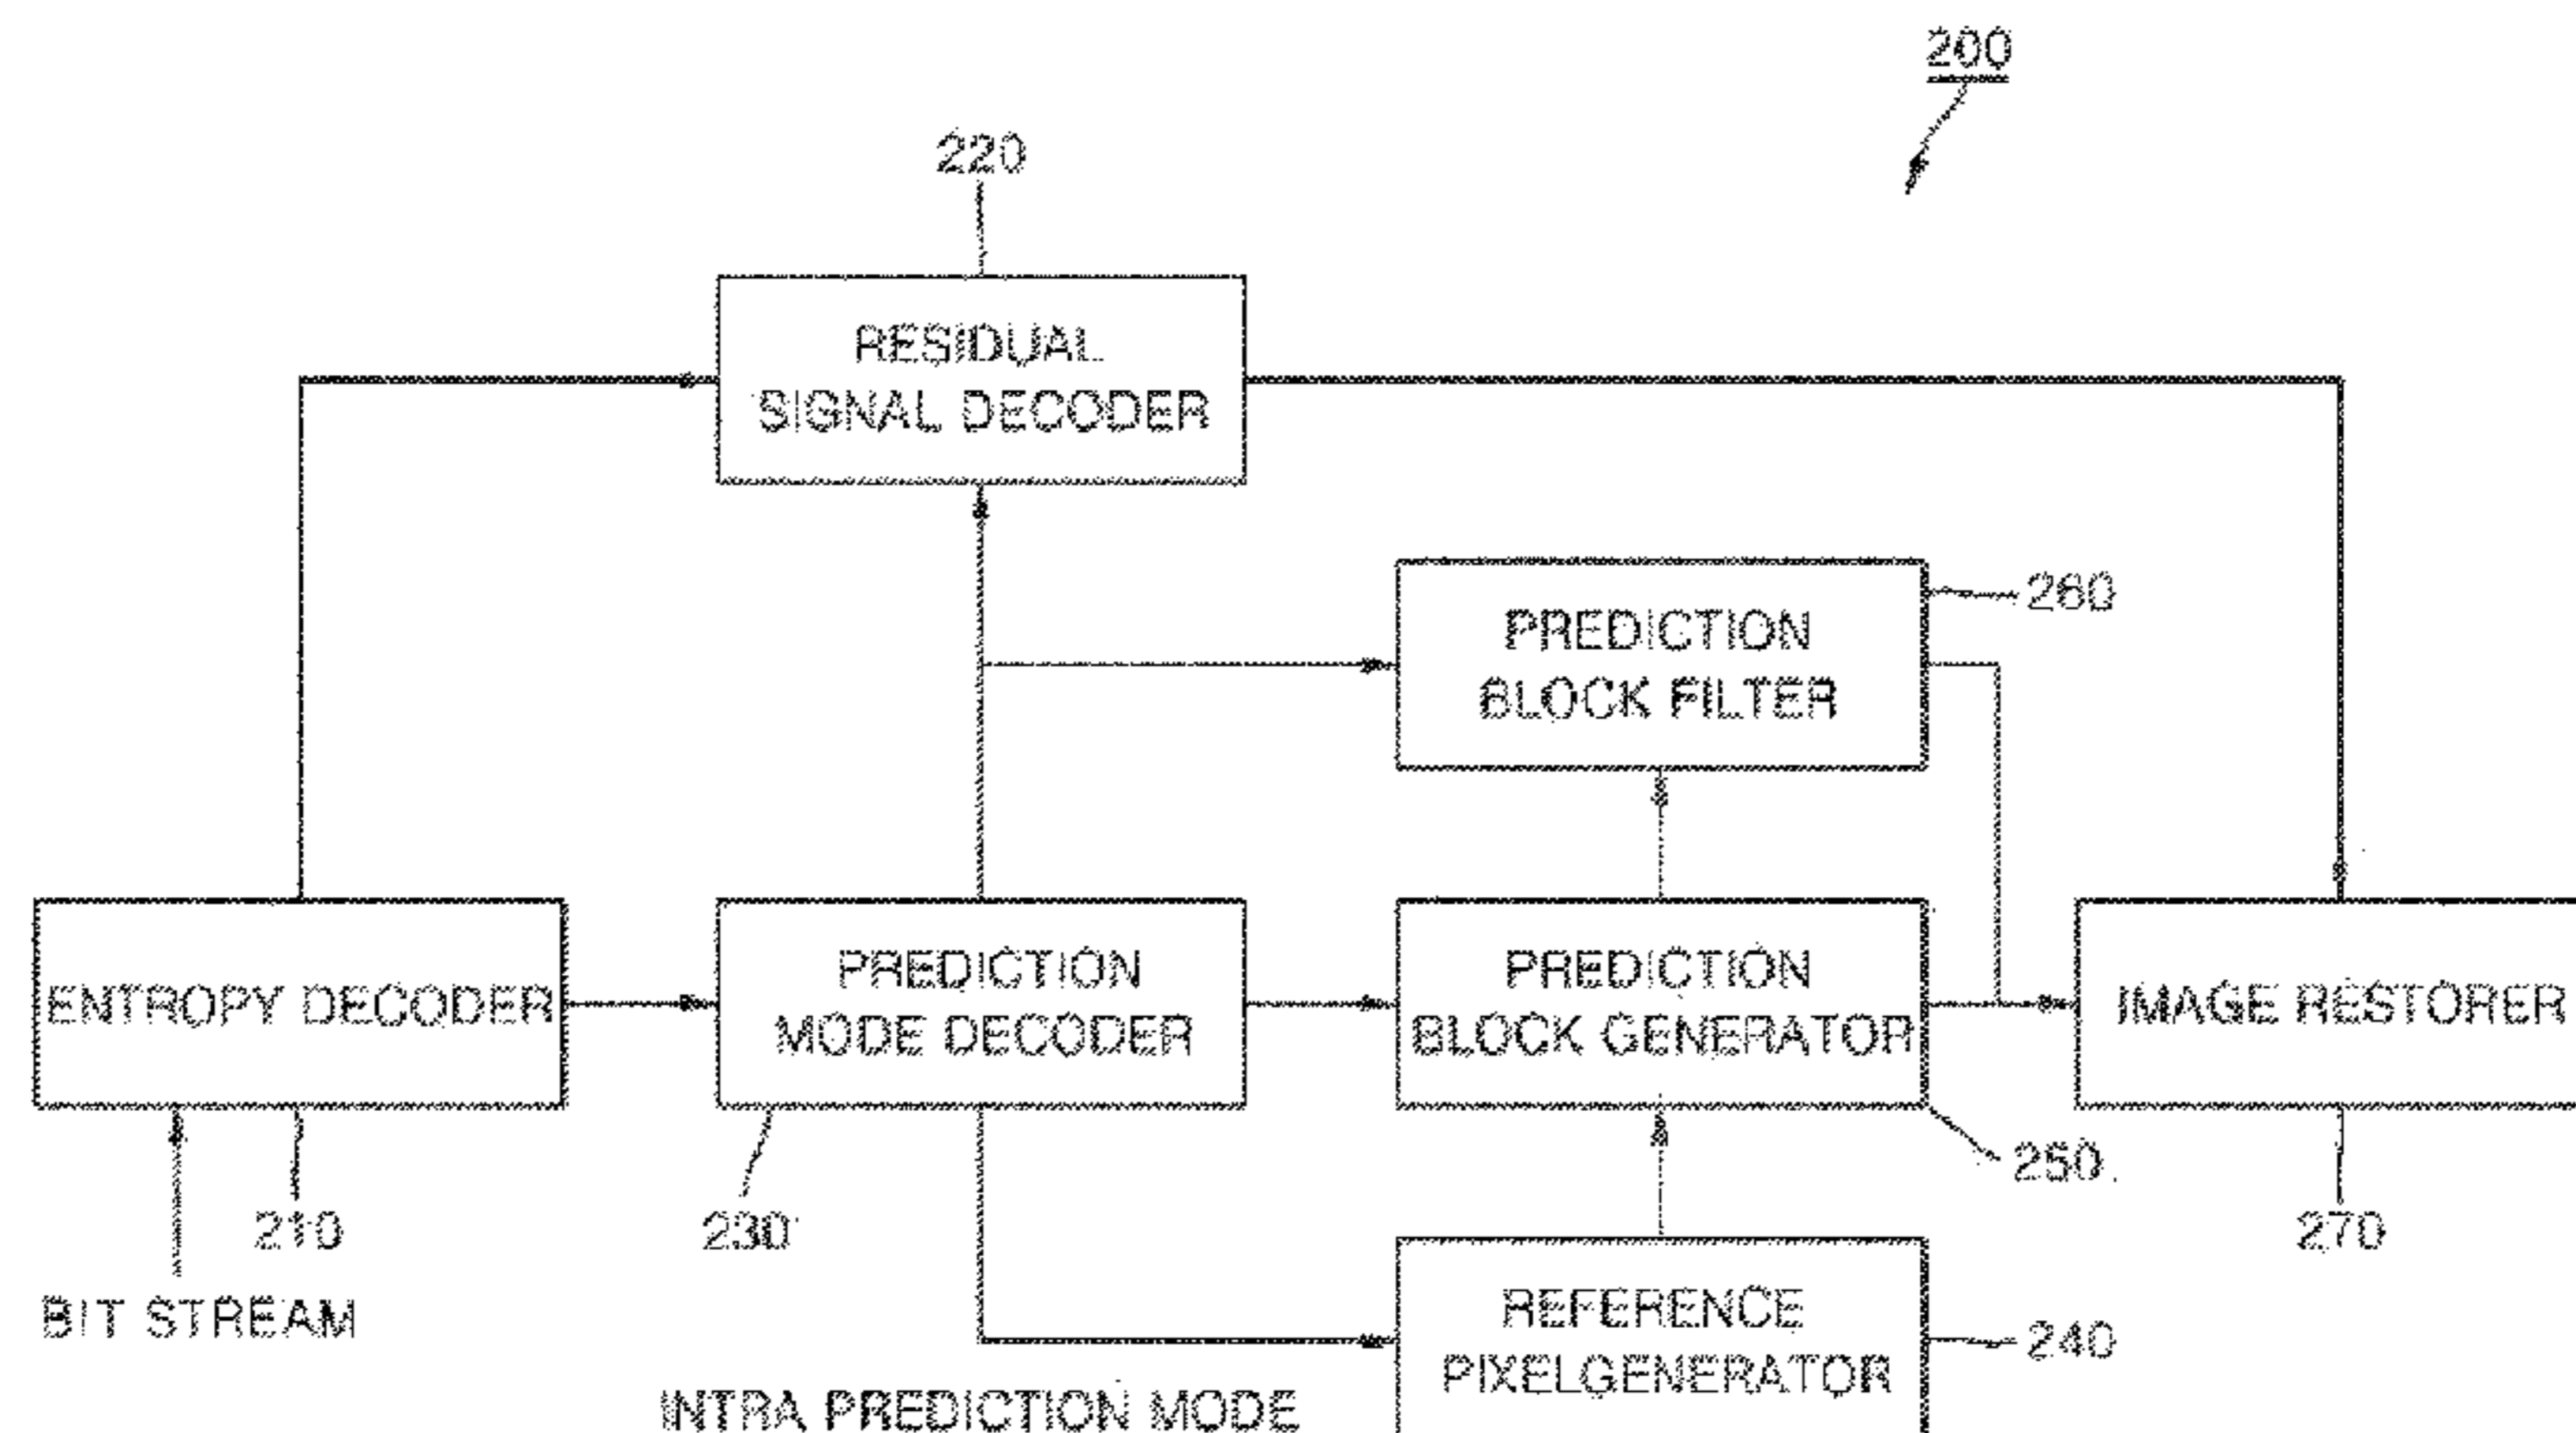 200
220
RESIDUAL
SIGNAL DECODER
260
PREDICTION
BLOCK FILTER
ENTROPY DECODER
PREDICTION
MODE DECODER
PREDICTION
BLOCK GENERATOR
IMAGE RESTORER
250
210
230
270
BIT STREAM
REFERENCE
PIXELGENERATOR
240
INTRA PREDICTION MODE